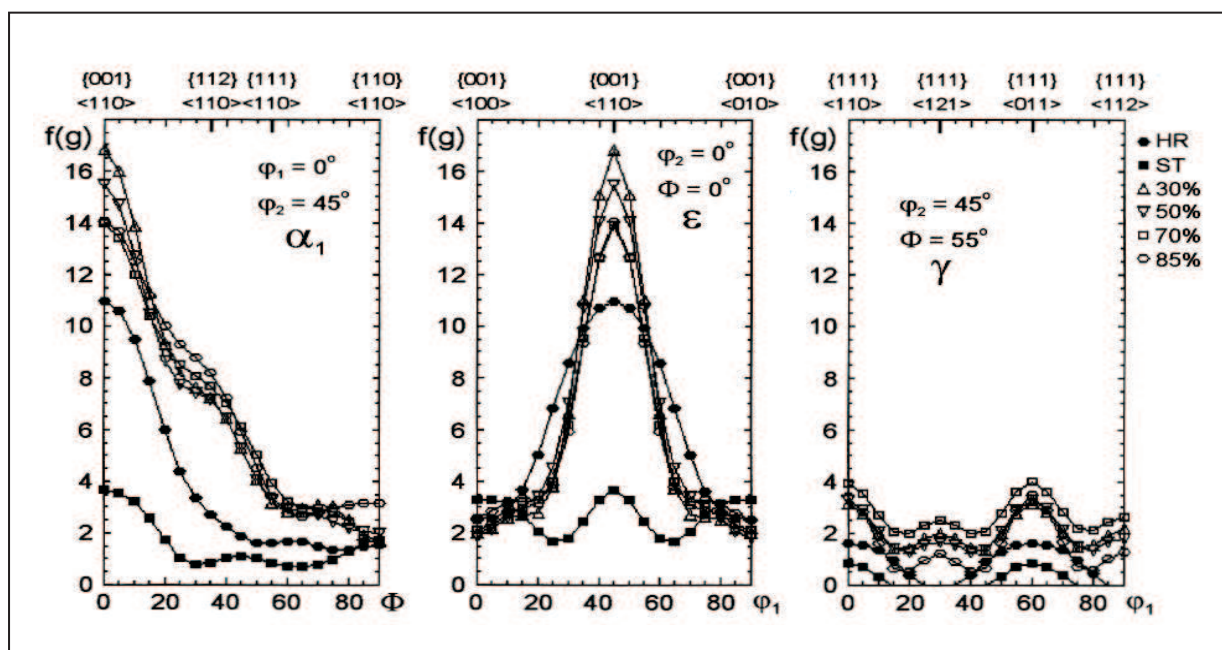 {001} {112} {111} {110}
<110> <110> <110> <110>
f(g)
φ₁ = 0°
φ₂ = 45°
α₁
16
14
12
10
8
6
4
2
0
0 20 40 60 80 Φ
{001} {001} {001}
<100> <110> <010>
f(g)
φ₂ = 0°
Φ = 0°
ε
16
14
12
10
8
6
4
2
0
0 20 40 60 80 φ₁
{111} {111} {111} {111}
<110> <121> <011> <112>
f(g)
φ₂ = 45°
Φ = 55°
γ
16
14
12
10
8
6
4
2
0
0 20 40 60 80 φ₁
HR
ST
30%
50%
70%
85%